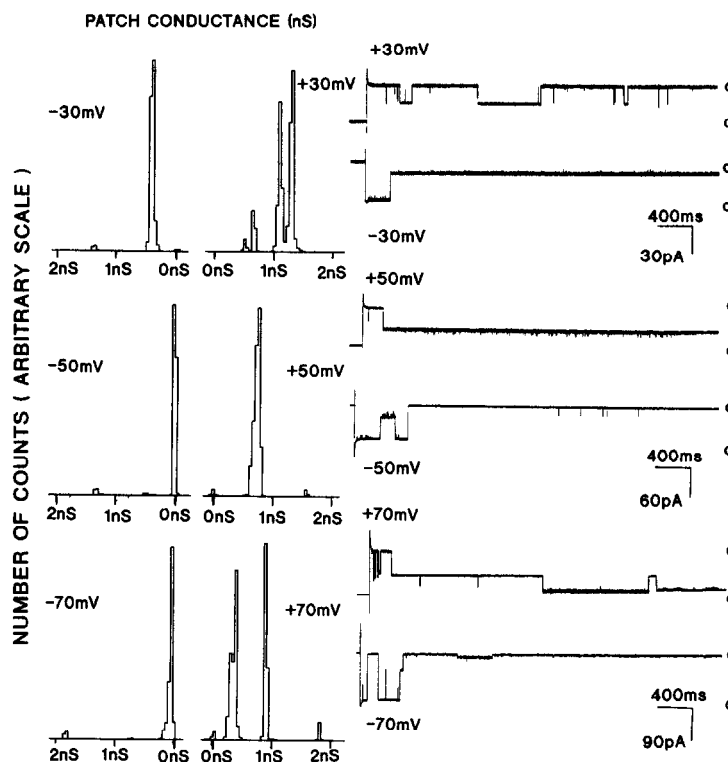 PATCH CONDUCTANCE (nS)
NUMBER OF COUNTS ( ARBITRARY SCALE )
-30mV
+30mV
2nS 1nS 0nS
0nS 1nS 2nS
+30mV
-30mV
400ms
30pA
-50mV
+50mV
2nS 1nS 0nS
0nS 1nS 2nS
+50mV
-50mV
400ms
60pA
-70mV
+70mV
2nS 1nS 0nS
0nS 1nS 2nS
+70mV
-70mV
400ms
90pA